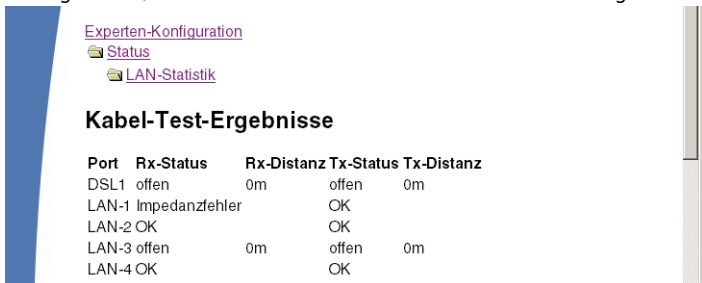 Experten-Konfiguration
Status
LAN-Statistik
Kabel-Test-Ergebnisse
Port Rx-Status Rx-Distanz Tx-Status Tx-Distanz
DSL1 offen 0m offen 0m
LAN-1 Impedanzfehler OK
LAN-2 OK OK
LAN-3 offen 0m offen 0m
LAN-4 OK OK